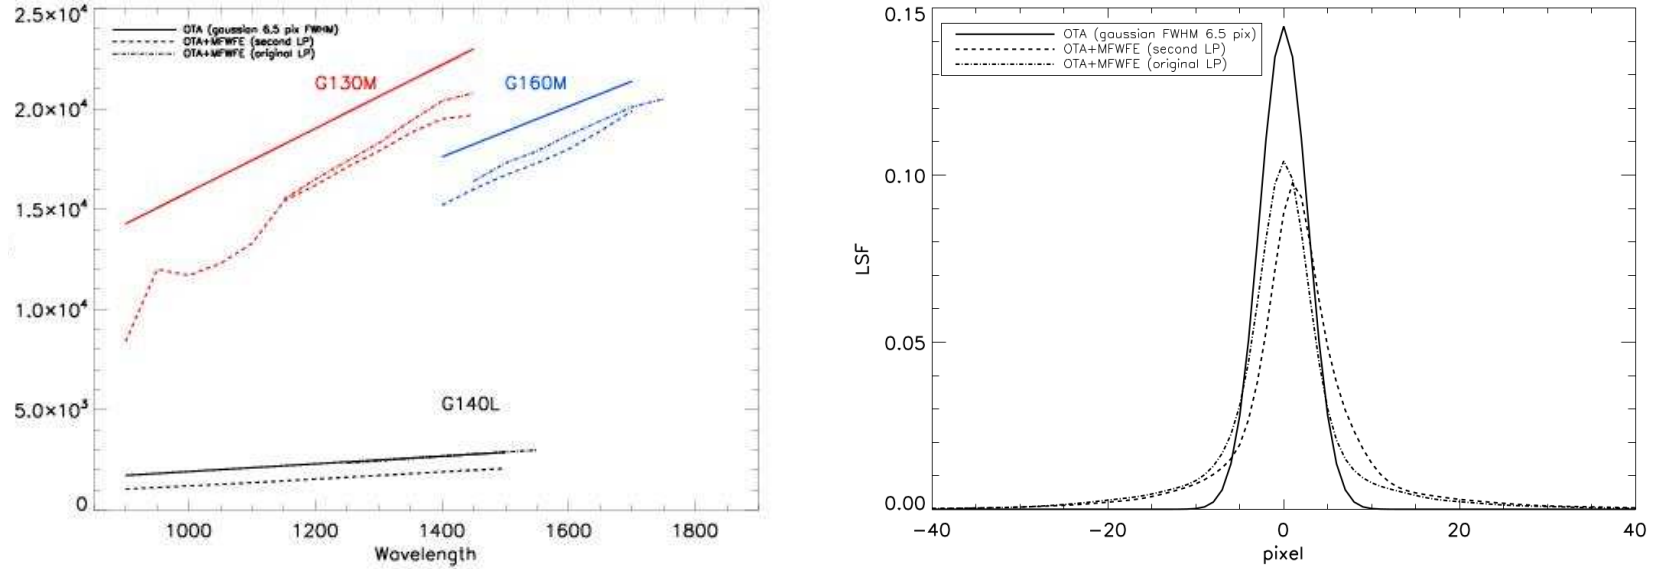 2.5×10⁴
OTA (gaussian 6.5 pix FWHM)
OTA+MFWFE (second LP)
OTA+MFWFE (original LP)
G130M
G160M
2.0×10⁴
1.5×10⁴
1.0×10⁴
G140L
5.0×10³
0
1000 1200 1400 1600 1800
Wavelength
0.15
OTA (gaussian FWHM 6.5 pix)
OTA+MFWFE (second LP)
OTA+MFWFE (original LP)
0.10
LSF
0.05
0.00
−40 −20 0 20 40
pixel